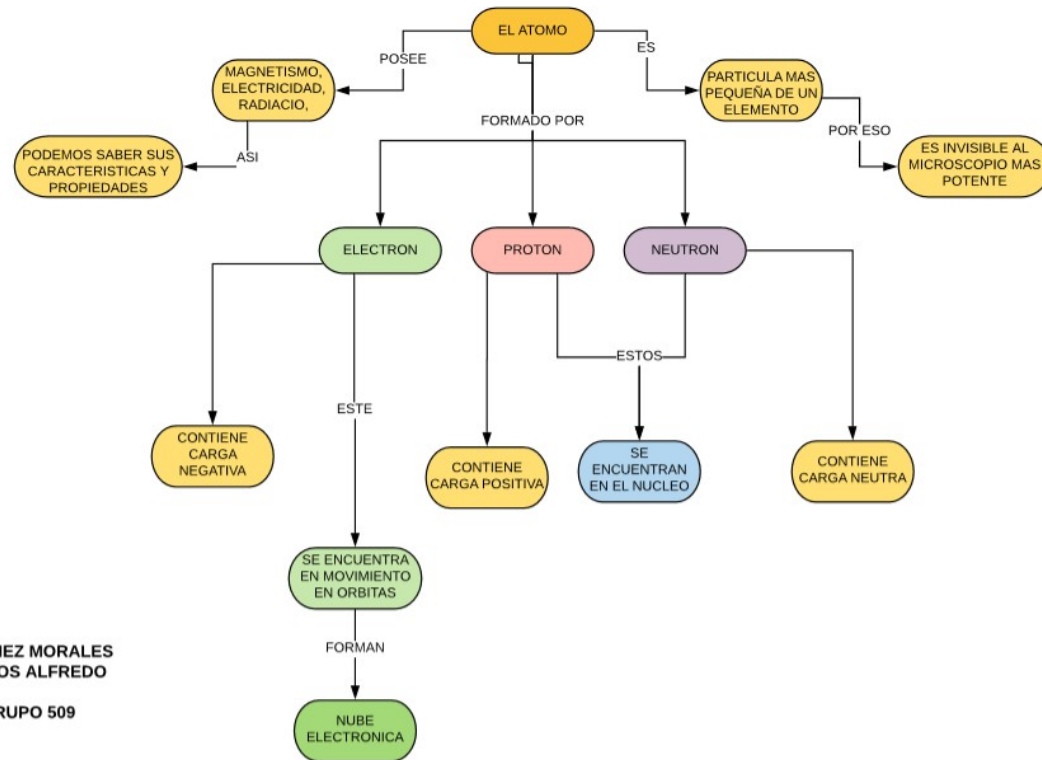 EL ATOMO
POSEE
ES
MAGNETISMO,
ELECTRICIDAD,
RADIACIO,
PARTICULA MAS
PEQUEÑA DE UN
ELEMENTO
FORMADO POR
POR ESO
ASI
PODEMOS SABER SUS
CARACTERISTICAS Y
PROPIEDADES
ES INVISIBLE AL
MICROSCOPIO MAS
POTENTE
ELECTRON
PROTON
NEUTRON
ESTOS
ESTE
CONTIENE
CARGA
NEGATIVA
CONTIENE
CARGA POSITIVA
SE
ENCUENTRAN
EN EL NUCLEO
CONTIENE
CARGA NEUTRA
SE ENCUENTRA
EN MOVIMIENTO
EN ORBITAS
FORMAN
NUBE
ELECTRONICA
MORALES
ALFREDO
509